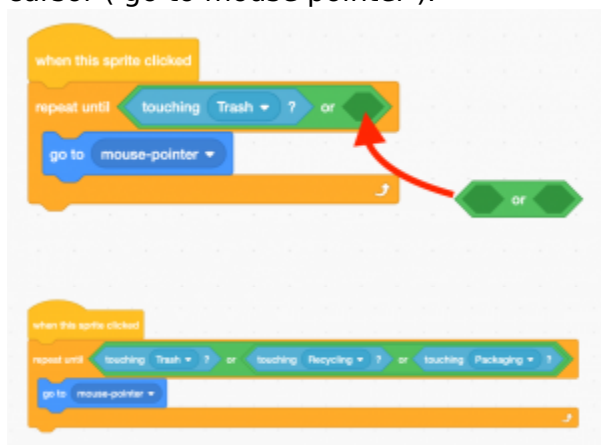 cursor ("go to mouse pointer").
when this sprite clicked
repeat until touching Trash ? or
go to mouse-pointer
or
when this sprite clicked
repeat until touching Trash ? or touching Recycling ? or touching Packaging ?
go to mouse-pointer